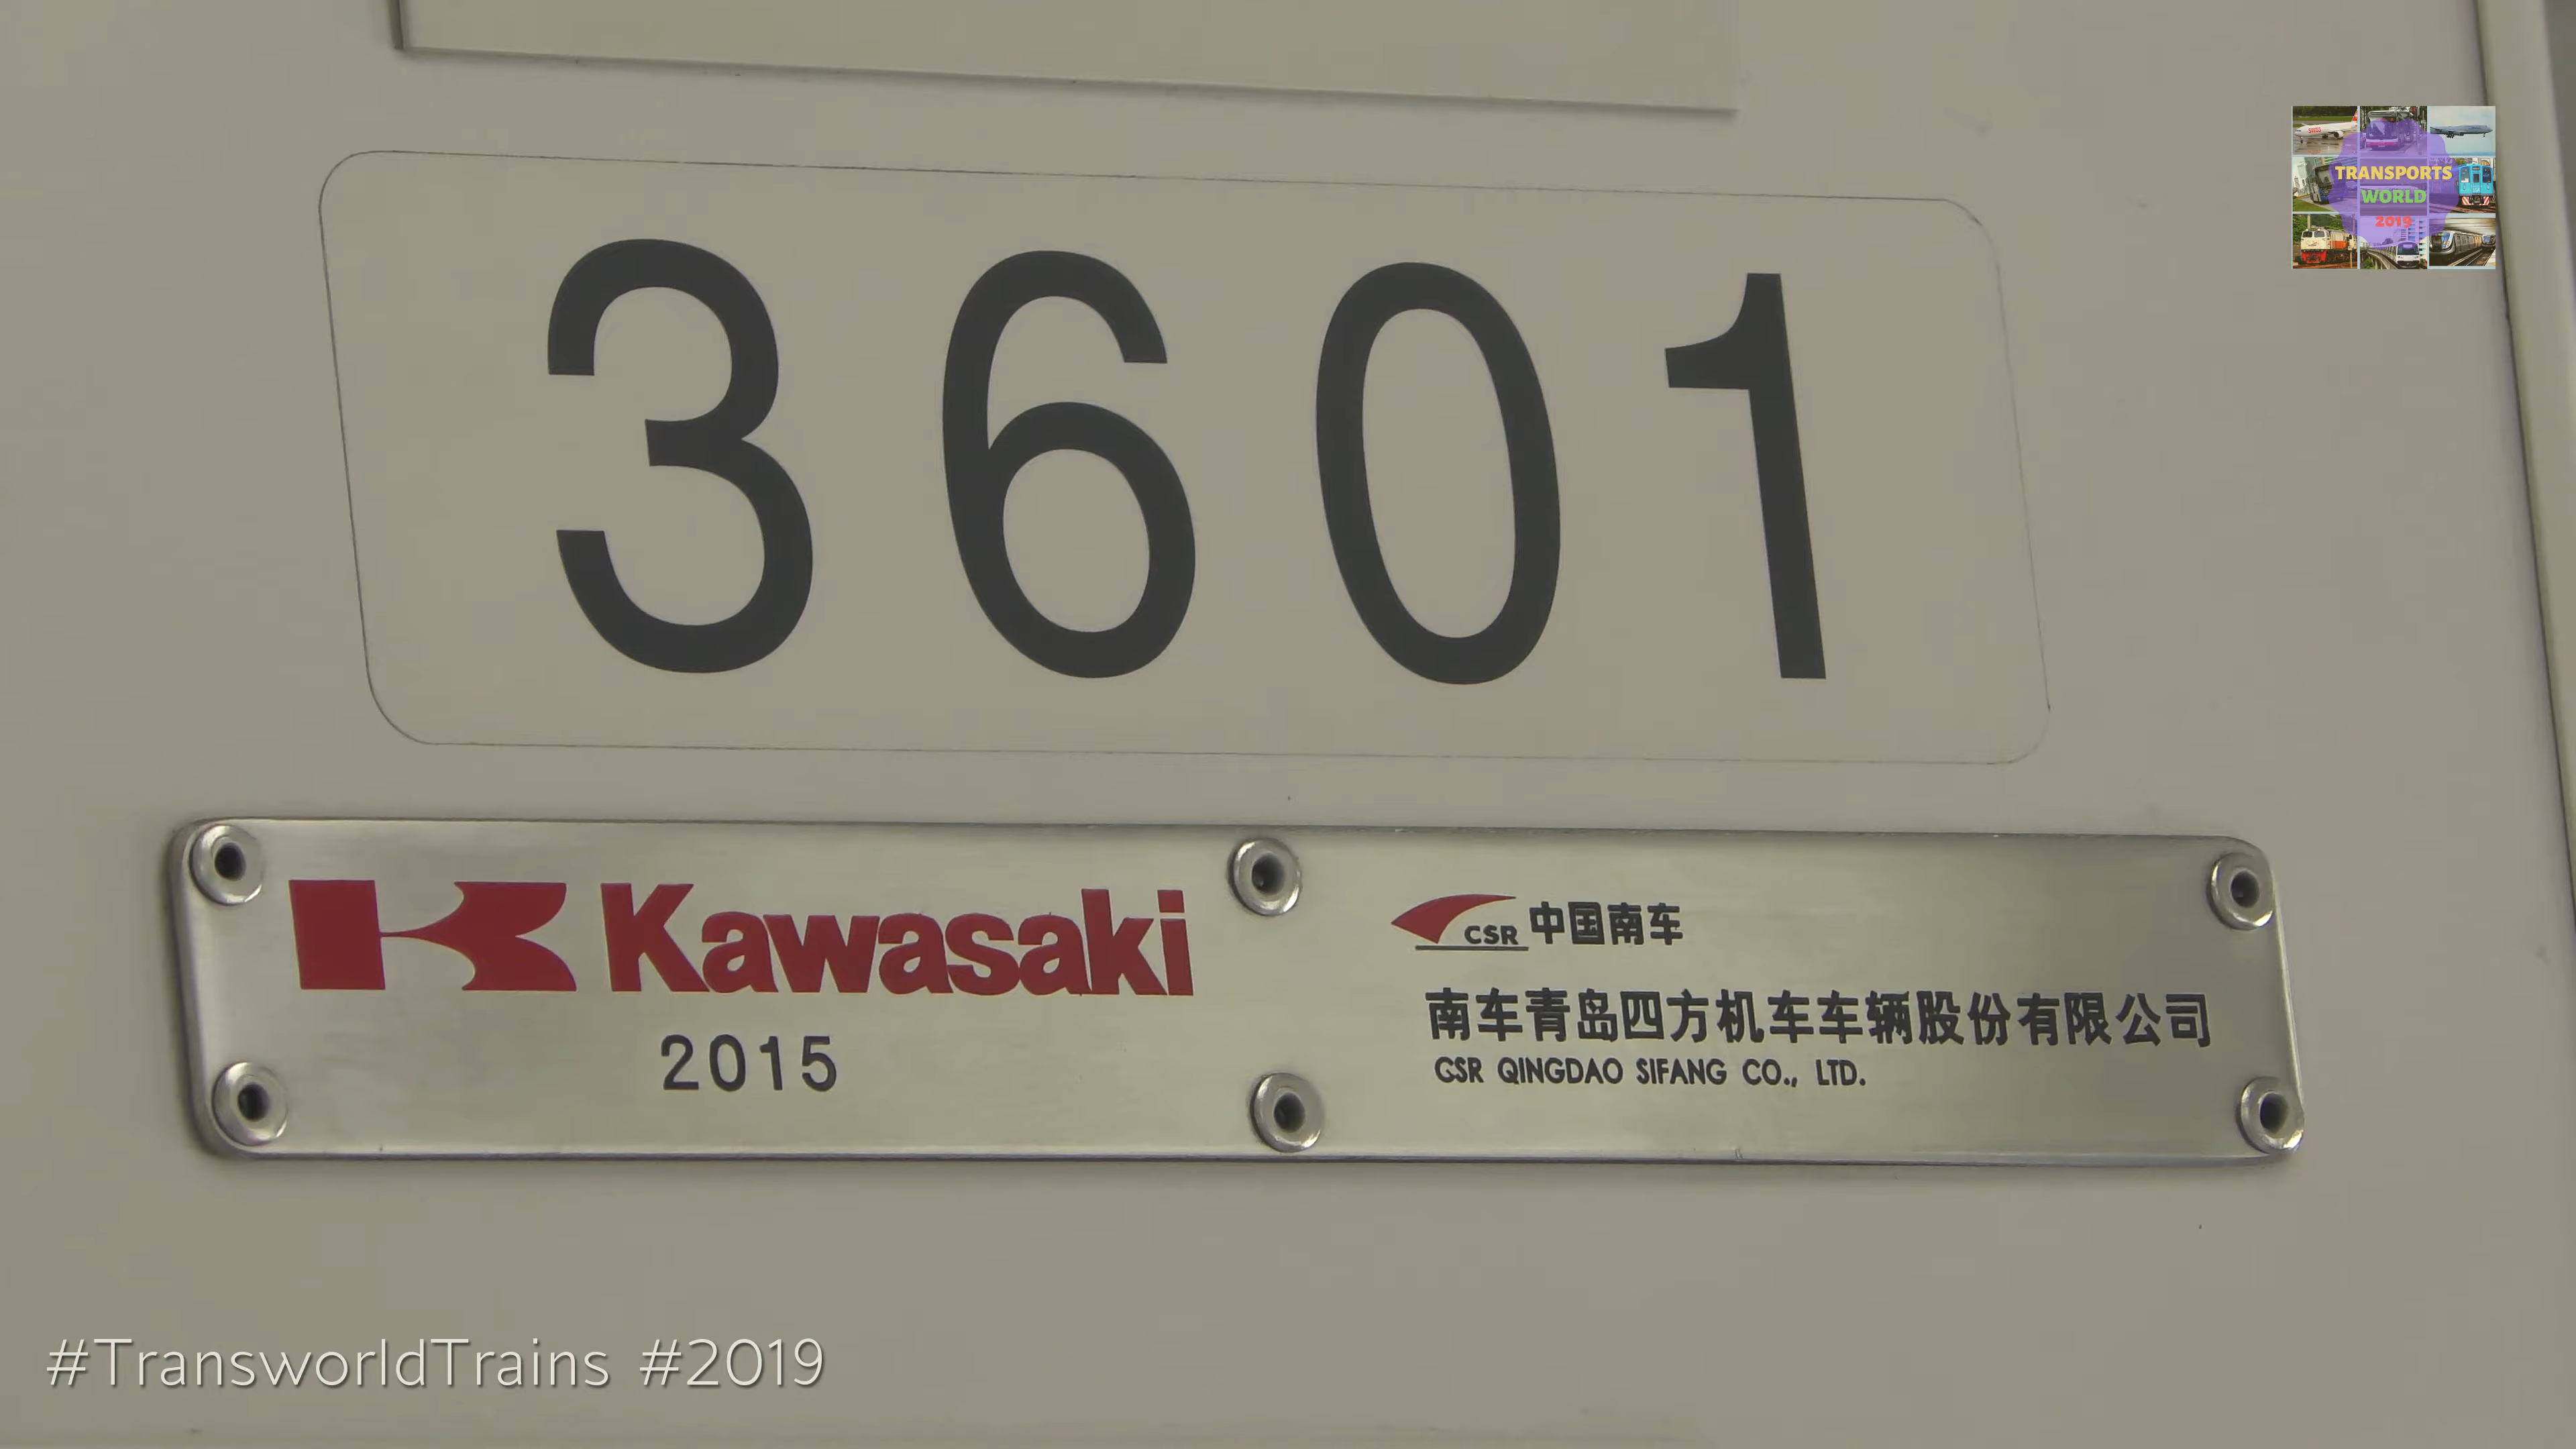 TRANSPORTS
WORLD
2019
3601
Kawasaki
2015
CSR 中国南车
南车青岛四方机车车辆股份有限公司
CSR QINGDAO SIFANG CO., LTD.
#TransworldTrains #2019